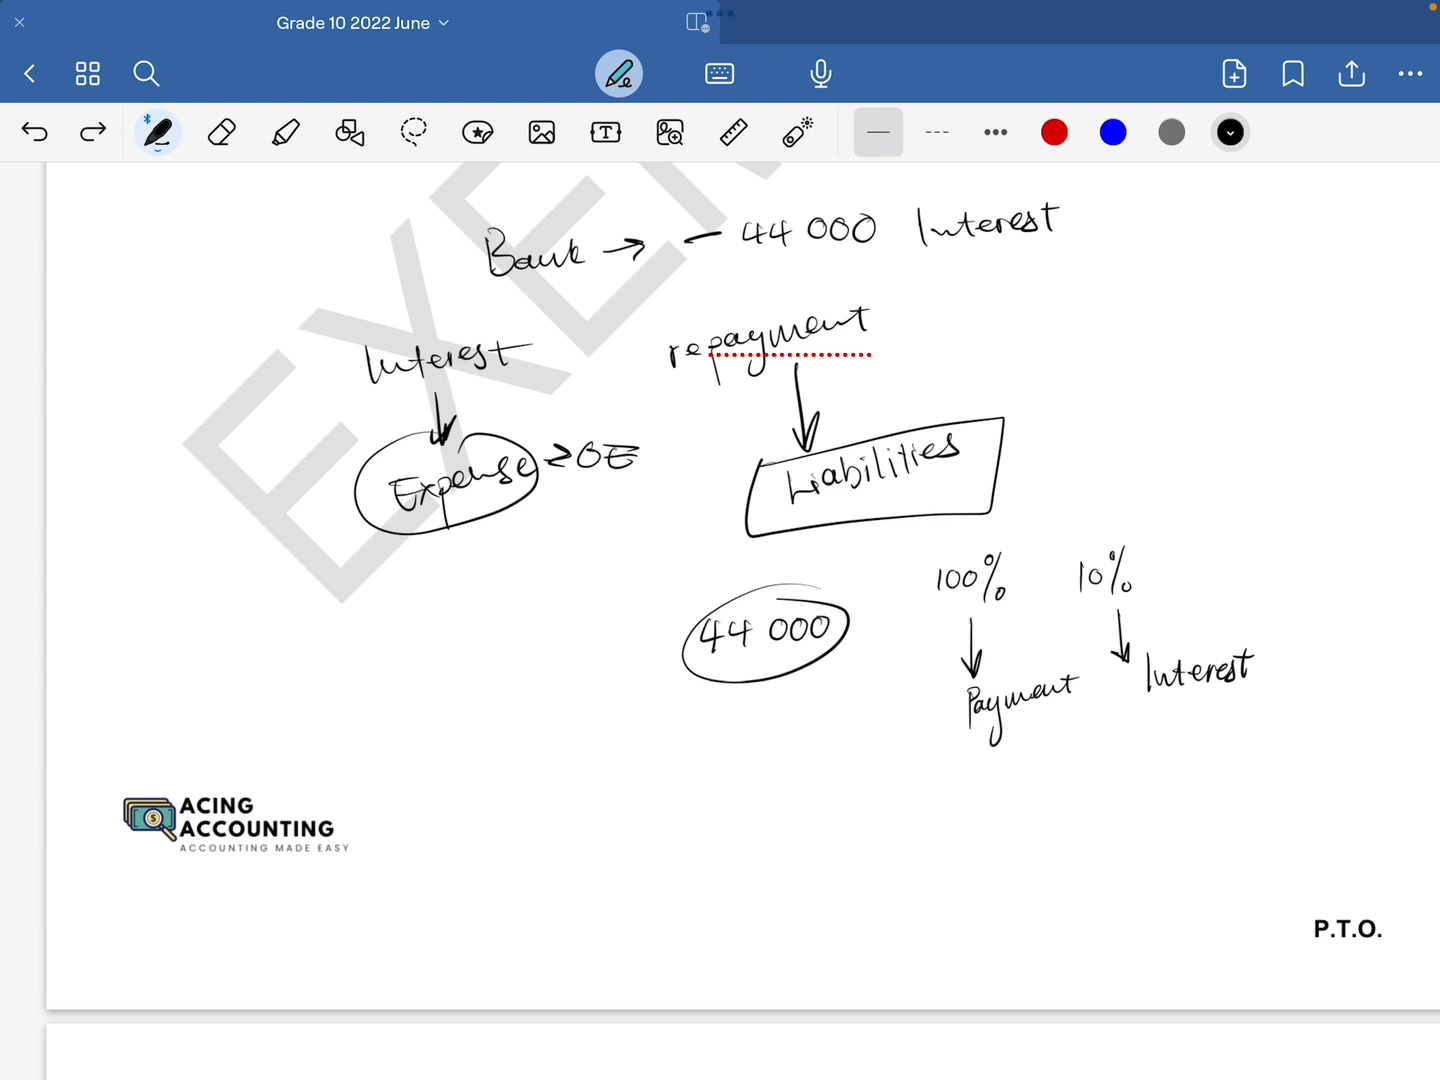 Grade 10 2022 June
Bank → - 44 000 Interest
Interest repayment
Expense OE Liabilities
100% 10%
44 000
Payment Interest
ACING
ACCOUNTING
ACCOUNTING MADE EASY
P.T.O.